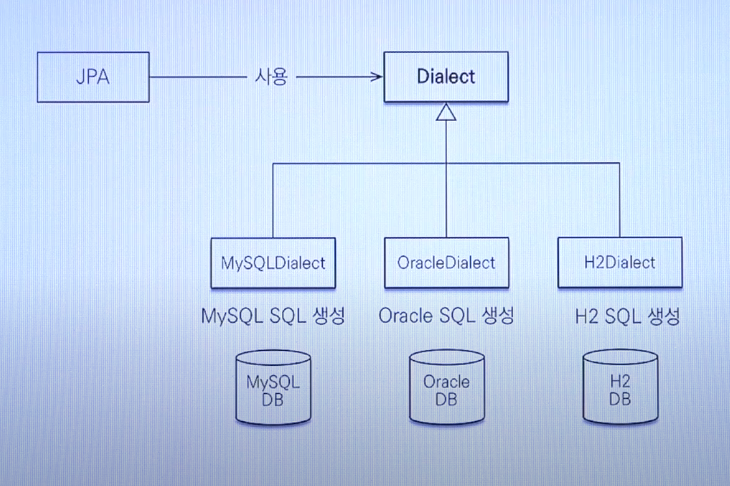 JPA
사용
Dialect
MySQLDialect
OracleDialect
H2Dialect
MySQL SQL 생성
Oracle SQL 생성
H2 SQL 생성
MySQL
DB
Oracle
DB
H2
DB